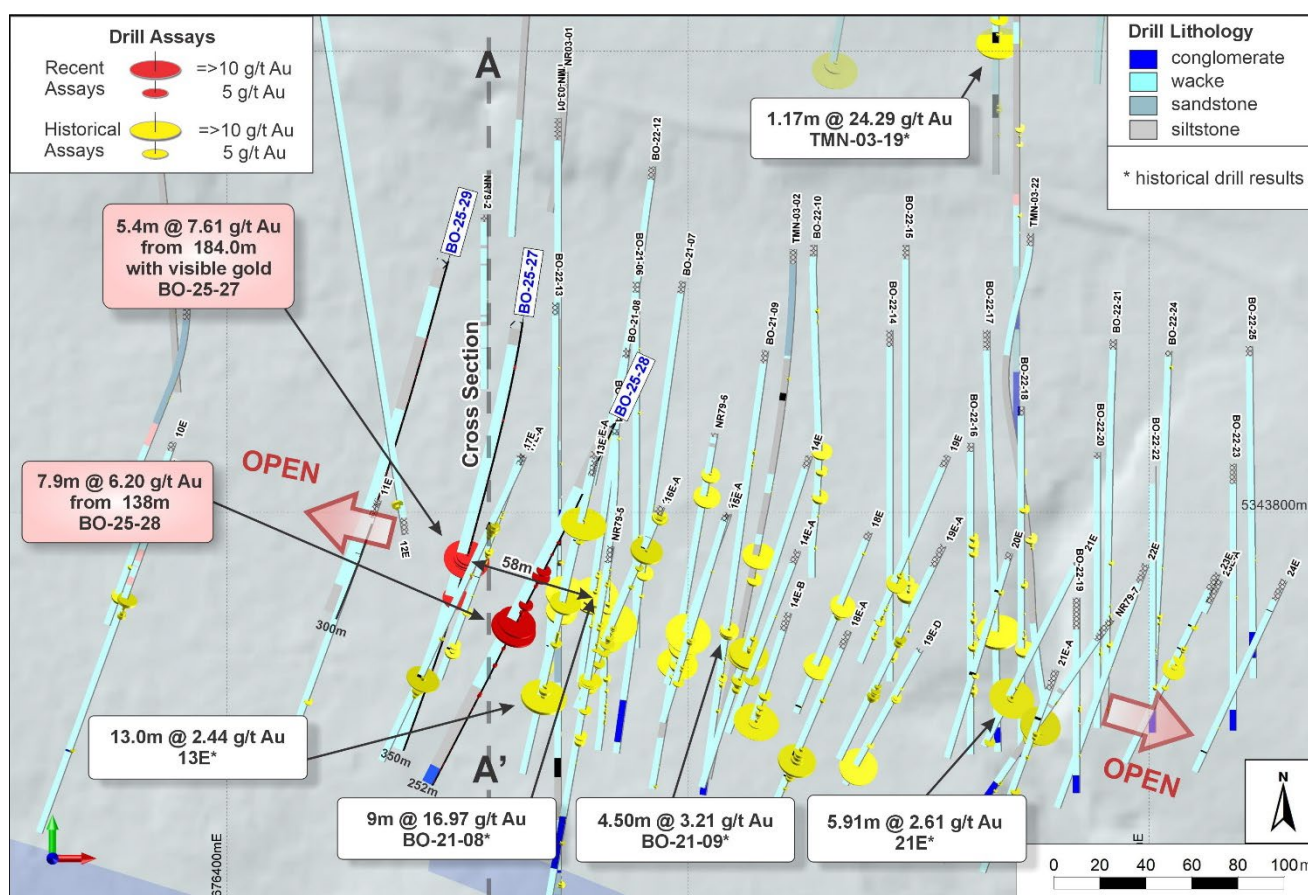 Drill Assays
Recent Assays
=>10 g/t Au
5 g/t Au
Historical Assays
=>10 g/t Au
5 g/t Au
Drill Lithology
conglomerate
wacke
sandstone
siltstone
* historical drill results
1.17m @ 24.29 g/t Au
TMN-03-19*
5.4m @ 7.61 g/t Au
from 184.0m
with visible gold
BO-25-27
7.9m @ 6.20 g/t Au
from 138m
BO-25-28
13.0m @ 2.44 g/t Au
13E*
9m @ 16.97 g/t Au
BO-21-08*
4.50m @ 3.21 g/t Au
BO-21-09*
5.91m @ 2.61 g/t Au
21E*
A
Cross Section
A'
OPEN
OPEN
58m
300m
350m
252m
BO-25-29
BO-25-27
BO-25-28
NR79-2
TMN-03-01
NR03-01
BO-22-12
BO-22-13
BO-21-06
BO-21-07
BO-21-08
BO-21-09
TMN-03-02
BO-22-10
BO-22-15
BO-22-14
BO-22-17
BO-22-16
BO-22-18
TMN-03-22
BO-22-21
BO-22-20
BO-22-24
BO-22-22
BO-22-25
BO-22-23
BO-22-19
10E
11E
12E
17E
NR79-5
16E-A
NR79-6
15E-A
14E
14E-A
14E-B
18E
18E-A
19E
19E-A
19E-D
20E
21E
21E-A
NR79-7
22E
23E
24E
5343800m
676400mE
N
0 20 40 60 80 100m